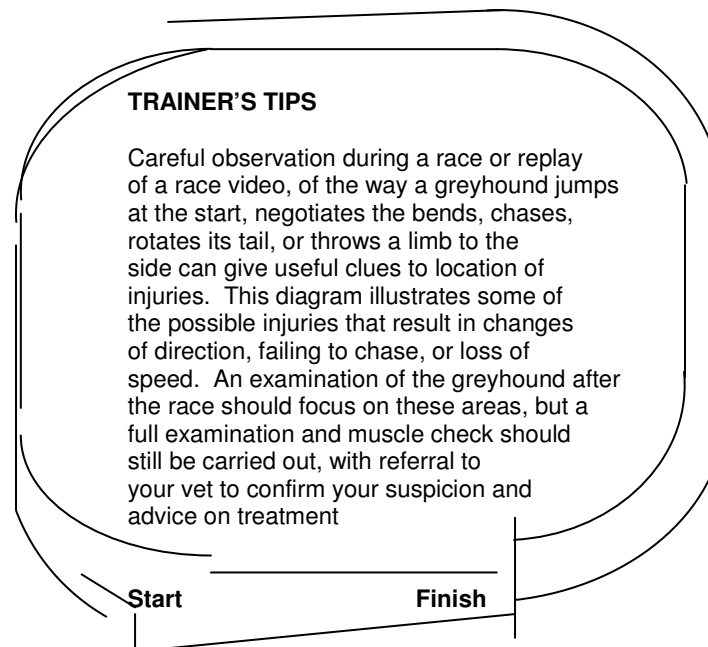 TRAINER'S TIPS
Careful observation during a race or replay
of a race video, of the way a greyhound jumps
at the start, negotiates the bends, chases,
rotates its tail, or throws a limb to the
side can give useful clues to location of
injuries.  This diagram illustrates some of
the possible injuries that result in changes
of direction, failing to chase, or loss of
speed.  An examination of the greyhound after
the race should focus on these areas, but a
full examination and muscle check should
still be carried out, with referral to
your vet to confirm your suspicion and
advice on treatment
Start Finish